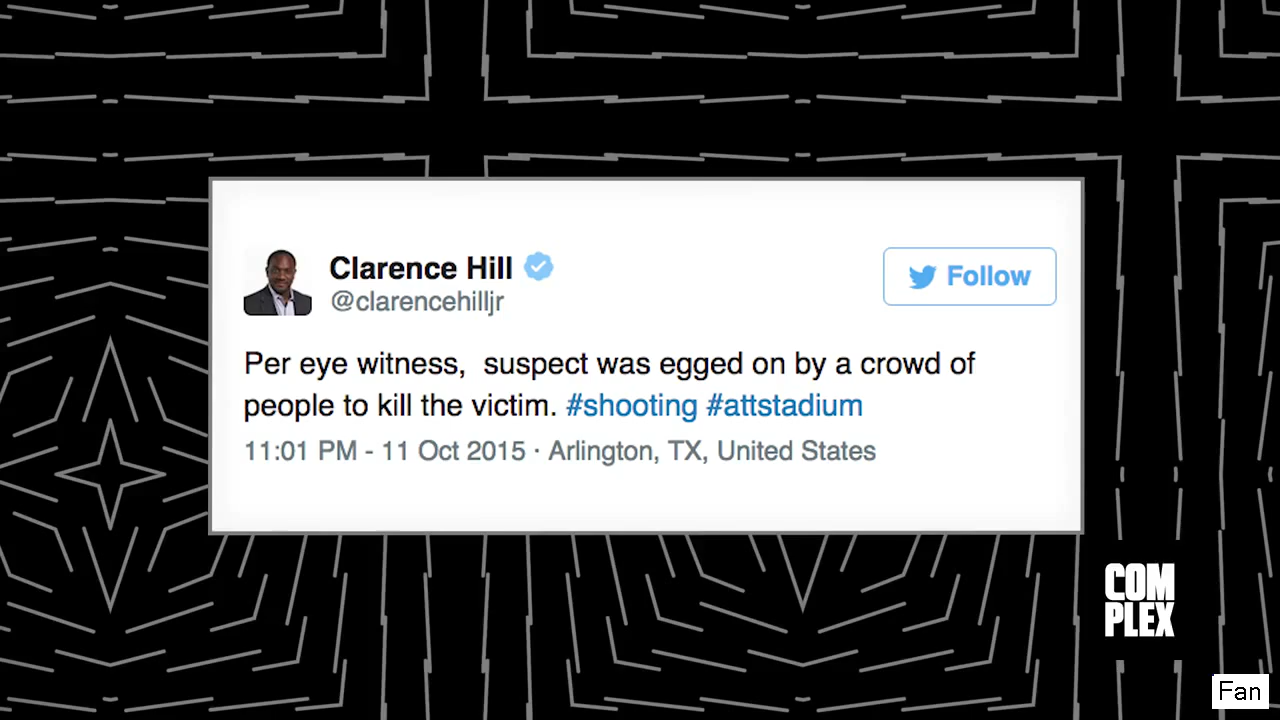 Clarence Hill
@clarencehilljr
Follow
Per eye witness,  suspect was egged on by a crowd of
people to kill the victim. #shooting #attstadium
11:01 PM - 11 Oct 2015 · Arlington, TX, United States
COM
PLEX
Fan